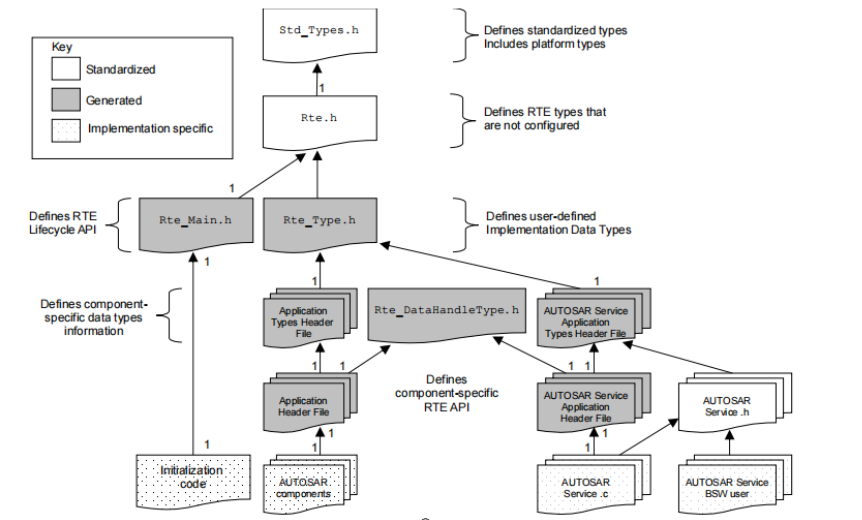 Std_Types.h
Defines standardized types
Includes platform types
Key
Standardized
Generated
Implementation specific
1
Rte.h
Defines RTE types that
are not configured
1
Defines RTE
Lifecycle API
Rte_Main.h
Rte_Type.h
Defines user-defined
Implementation Data Types
1
1
1
Defines component-
specific data types
information
Application
Types Header
File
Rte_DataHandleType.h
AUTOSAR Service
Application
Types Header File
1
1
1
1
Application
Header File
Defines
component-specific
RTE API
AUTOSAR Service
Application
Header File
AUTOSAR
Service .h
1
1
1
1
1
Initialization
code
AUTOSAR
components
AUTOSAR
Service .c
AUTOSAR Service
BSW user